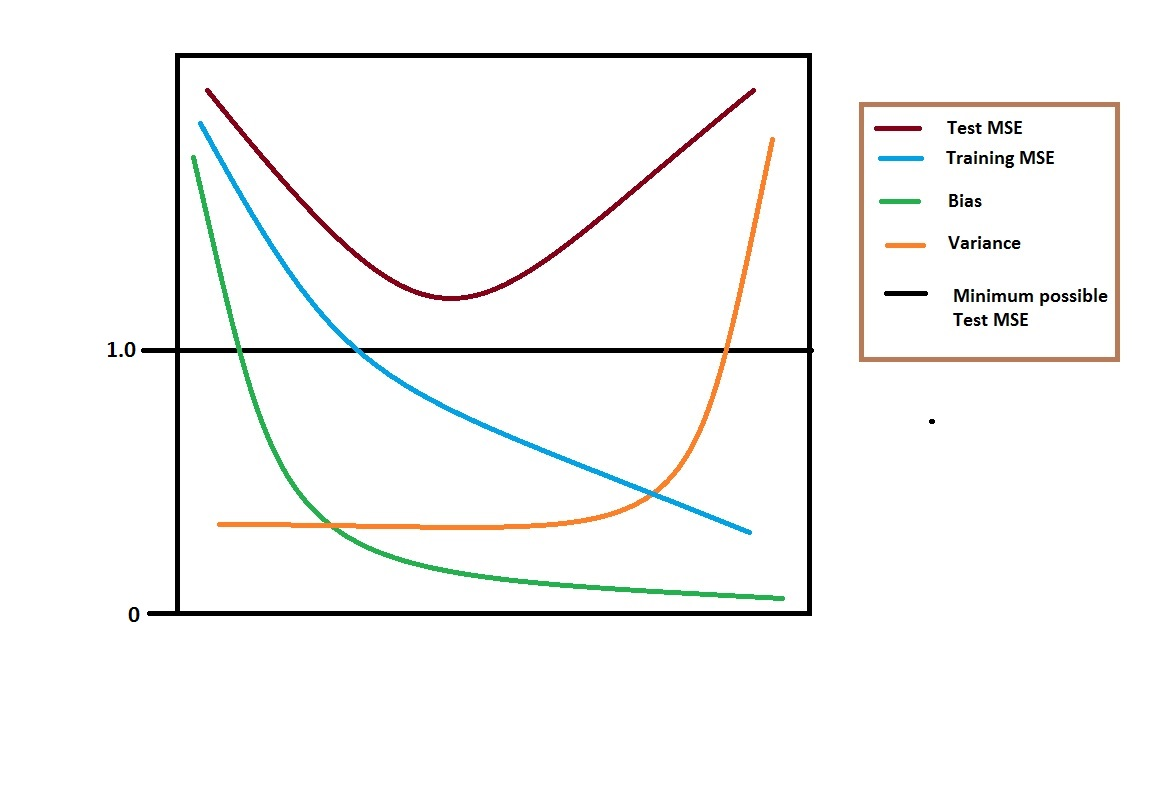 Test MSE
Training MSE
Bias
Variance
Minimum possible
Test MSE
1.0
0